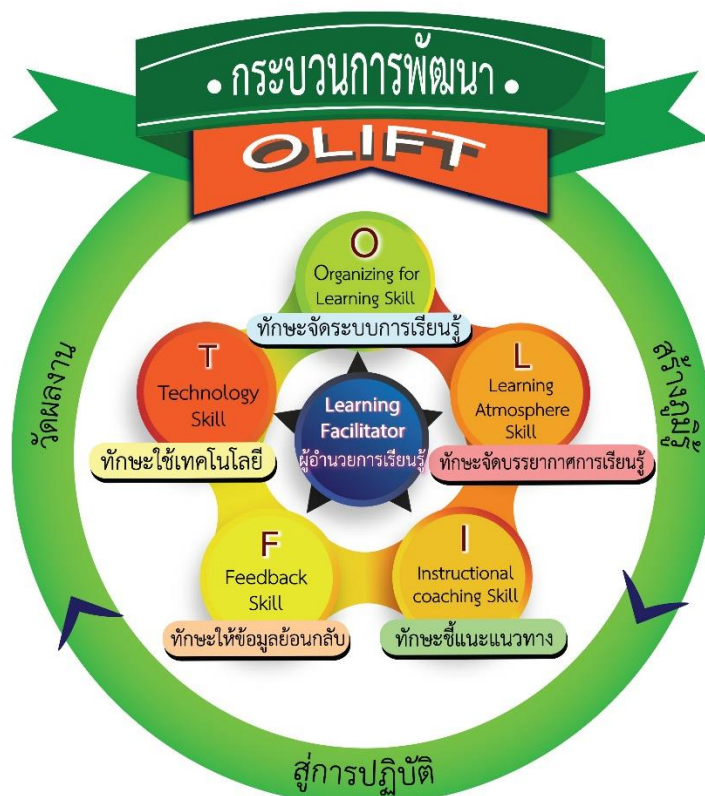 • กระบวนการพัฒนา •
OLIFT
O
Organizing for
Learning Skill
ทักษะจัดระบบการเรียนรู้
L
Learning
Atmosphere
Skill
ทักษะจัดบรรยากาศการเรียนรู้
I
Instructional
coaching Skill
ทักษะชี้แนะแนวทาง
F
Feedback
Skill
ทักษะให้ข้อมูลย้อนกลับ
T
Technology
Skill
ทักษะใช้เทคโนโลยี
Learning
Facilitator
ผู้อำนวยการเรียนรู้
สร้างภูมิรู้
สู่การปฏิบัติ
วัดผลงาน